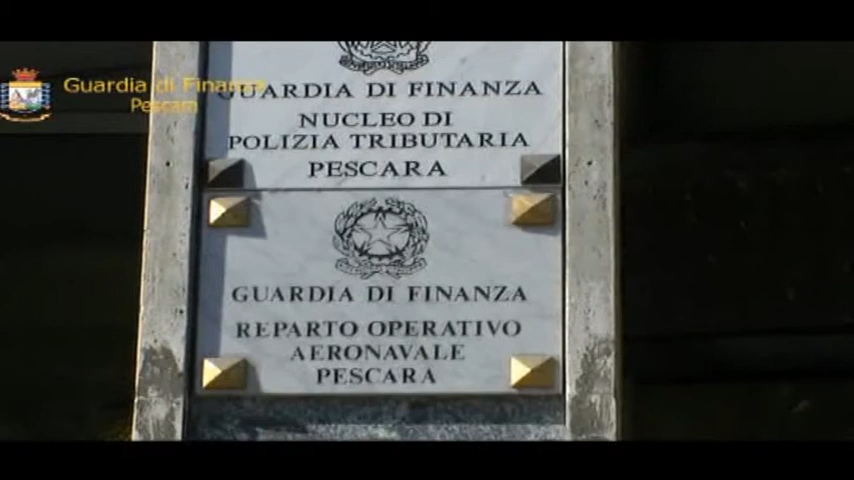 Guardia di Finanza
Pescara
GUARDIA DI FINANZA
NUCLEO DI
POLIZIA TRIBUTARIA
PESCARA
GUARDIA DI FINANZA
REPARTO OPERATIVO
AERONAVALE
PESCARA